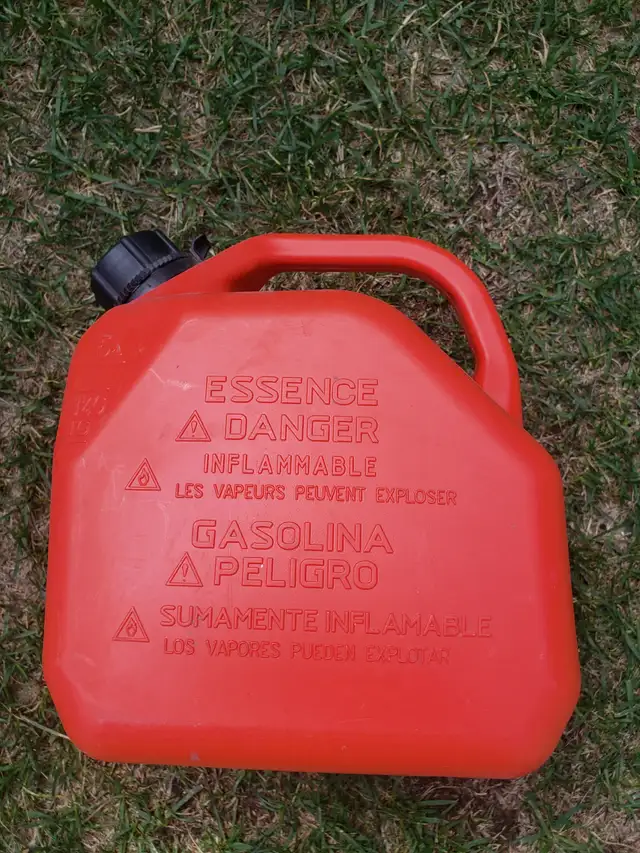 ESSENCE
DANGER
INFLAMMABLE
LES VAPEURS PEUVENT EXPLOSER
GASOLINA
PELIGRO
SUMAMENTE INFLAMABLE
LOS VAPORES PUEDEN EXPLOTAR